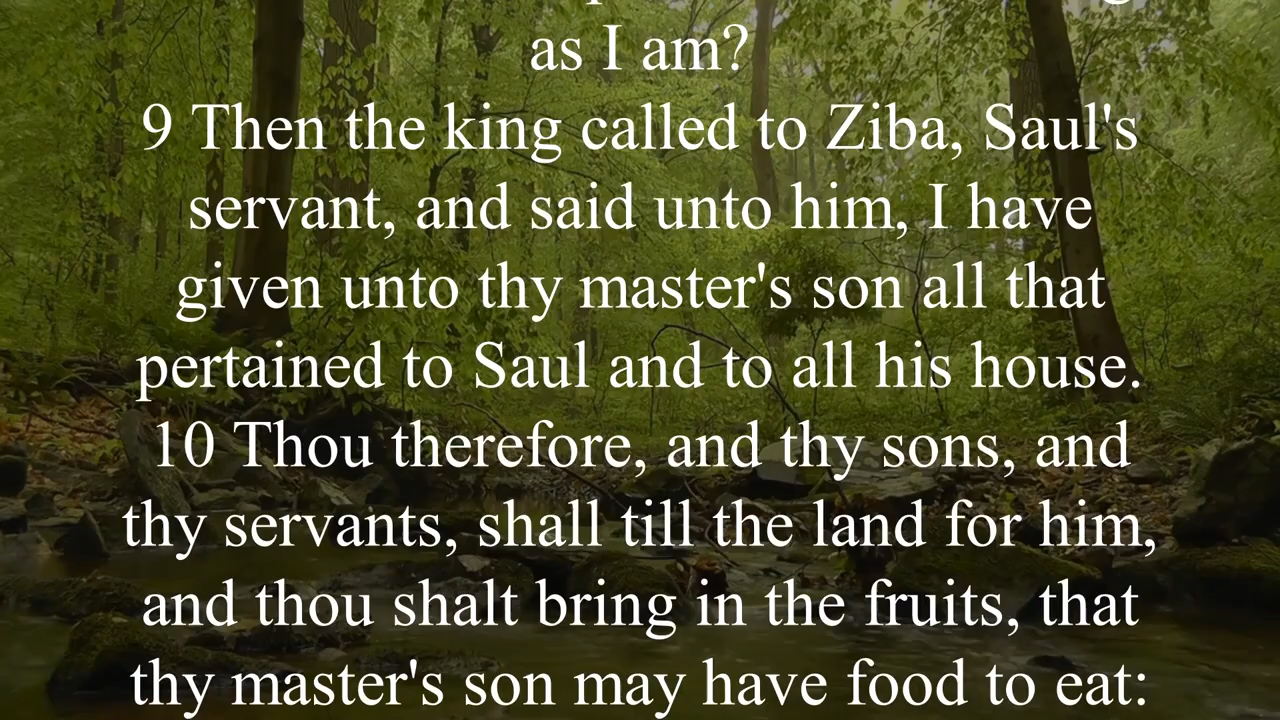 as I am?
9 Then the king called to Ziba, Saul's
servant, and said unto him, I have
given unto thy master's son all that
pertained to Saul and to all his house.
10 Thou therefore, and thy sons, and
thy servants, shall till the land for him,
and thou shalt bring in the fruits, that
thy master's son may have food to eat: